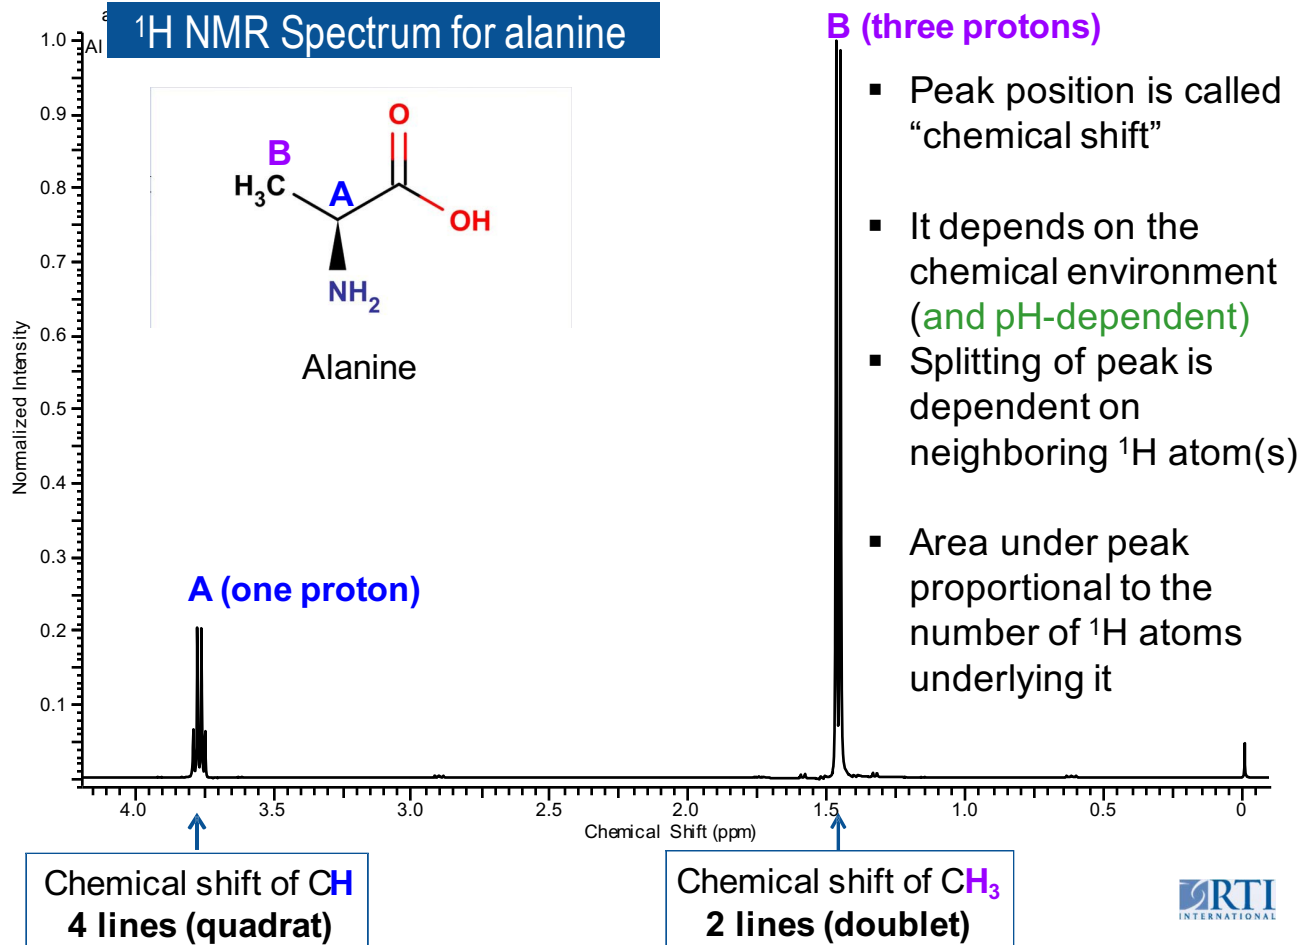 ¹H NMR Spectrum for alanine
B (three protons)
Al
▪ Peak position is called
“chemical shift”
▪ It depends on the
chemical environment
(and pH-dependent)
▪ Splitting of peak is
dependent on
neighboring ¹H atom(s)
▪ Area under peak
proportional to the
number of ¹H atoms
underlying it
O
B
H₃C
A
OH
NH₂
Alanine
Normalized Intensity
1.0
0.9
0.8
0.7
0.6
0.5
0.4
0.3
0.2
0.1
A (one proton)
4.0 3.5 3.0 2.5 2.0 1.5 1.0 0.5 0
Chemical Shift (ppm)
Chemical shift of CH
4 lines (quadrat)
Chemical shift of CH₃
2 lines (doublet)
RTI
INTERNATIONAL